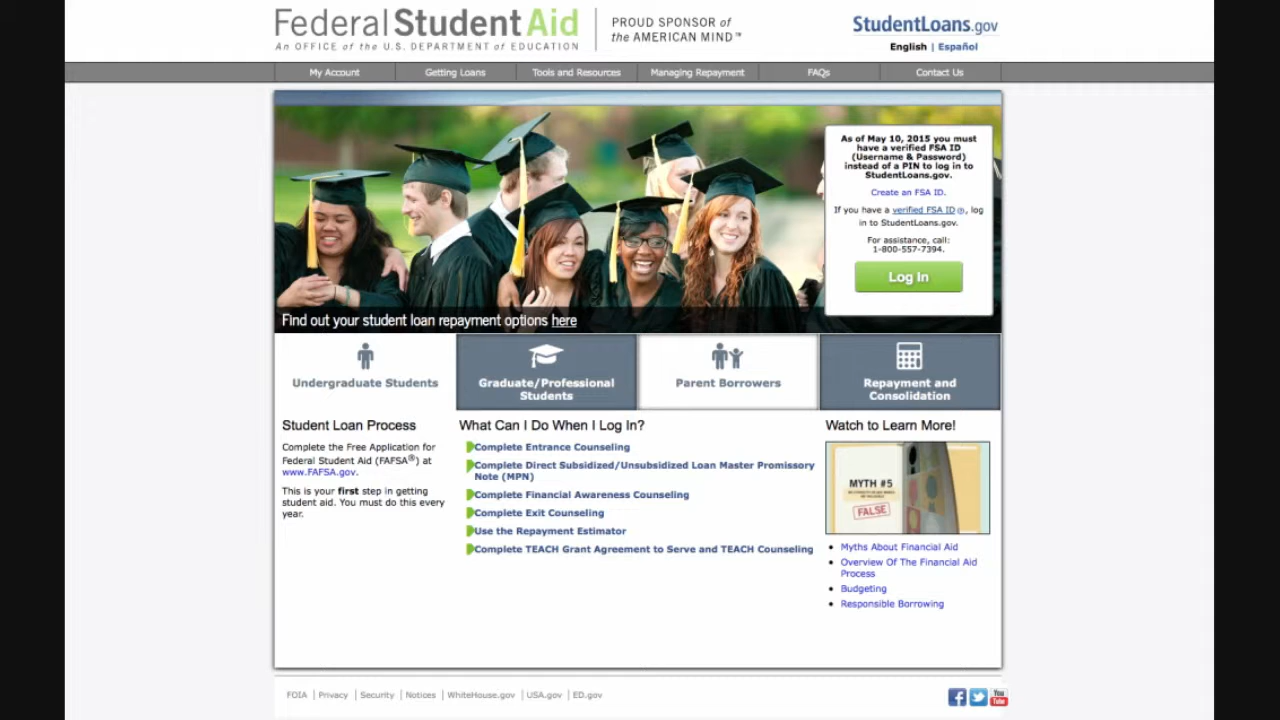 Federal Student Aid
An OFFICE of the U.S. DEPARTMENT of EDUCATION
PROUD SPONSOR of
the AMERICAN MIND™
StudentLoans.gov
English | Español
My Account
Getting Loans
Tools and Resources
Managing Repayment
FAQs
Contact Us
As of May 10, 2015 you must
have a verified FSA ID
(Username & Password)
instead of a PIN to log in to
StudentLoans.gov.
Create an FSA ID.
If you have a verified FSA ID, log
in to StudentLoans.gov.
For assistance, call:
1-800-557-7394.
Log In
Find out your student loan repayment options here
Undergraduate Students
Graduate/Professional
Students
Parent Borrowers
Repayment and
Consolidation
Student Loan Process
Complete the Free Application for
Federal Student Aid (FAFSA®) at
www.FAFSA.gov.
This is your first step in getting
student aid. You must do this every
year.
What Can I Do When I Log In?
Complete Entrance Counseling
Complete Direct Subsidized/Unsubsidized Loan Master Promissory
Note (MPN)
Complete Financial Awareness Counseling
Complete Exit Counseling
Use the Repayment Estimator
Complete TEACH Grant Agreement to Serve and TEACH Counseling
Watch to Learn More!
MYTH #5
FALSE
Myths About Financial Aid
Overview Of The Financial Aid
Process
Budgeting
Responsible Borrowing
FOIA | Privacy | Security | Notices | WhiteHouse.gov | USA.gov | ED.gov
You
Tube